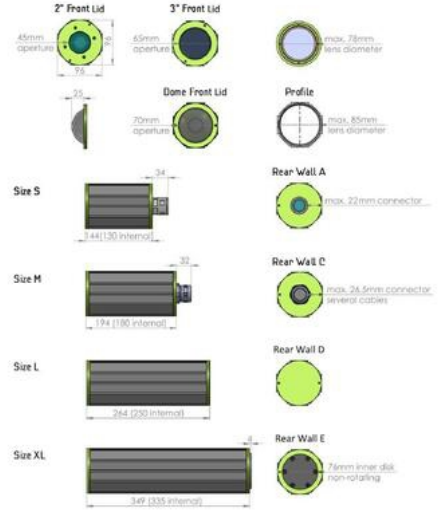 2" Front Lid
3" Front Lid
45mm
aperture
96
96
65mm
aperture
max. 78mm
lens diameter
25
Dome Front Lid
70mm
aperture
Profile
max. 85mm
lens diameter
Size S
34
144(130 internal)
Rear Wall A
max. 22mm connector
Size M
32
194 (180 internal)
Rear Wall C
max. 26.5mm connector
several cables
Size L
264 (250 internal)
Rear Wall D
Size XL
4
349 (335 internal)
Rear Wall E
76mm inner disk
non-rotating